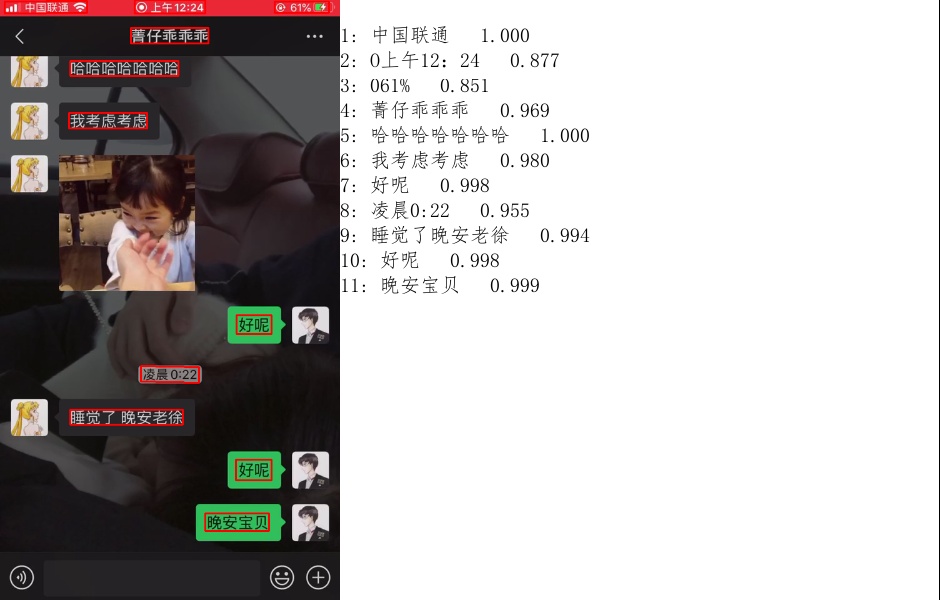 中国联通 上午12:24 61%
菁仔乖乖乖
哈哈哈哈哈哈哈
我考虑考虑
好呢
凌晨0:22
睡觉了 晚安老徐
好呢
晚安宝贝
1: 中国联通 1.000
2: O上午12: 24 0.877
3: 061% 0.851
4: 菁仔乖乖乖 0.969
5: 哈哈哈哈哈哈哈 1.000
6: 我考虑考虑 0.980
7: 好呢 0.998
8: 凌晨0:22 0.955
9: 睡觉了晚安老徐 0.994
10: 好呢 0.998
11: 晚安宝贝 0.999